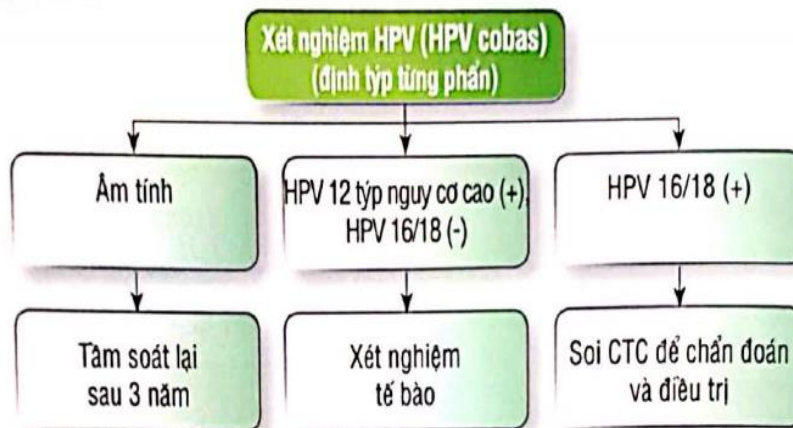 Xét nghiệm HPV (HPV cobas)
(định týp từng phần)
Âm tính
HPV 12 týp nguy cơ cao (+),
HPV 16/18 (-)
HPV 16/18 (+)
Tầm soát lại
sau 3 năm
Xét nghiệm
tế bào
Soi CTC để chẩn đoán
và điều trị